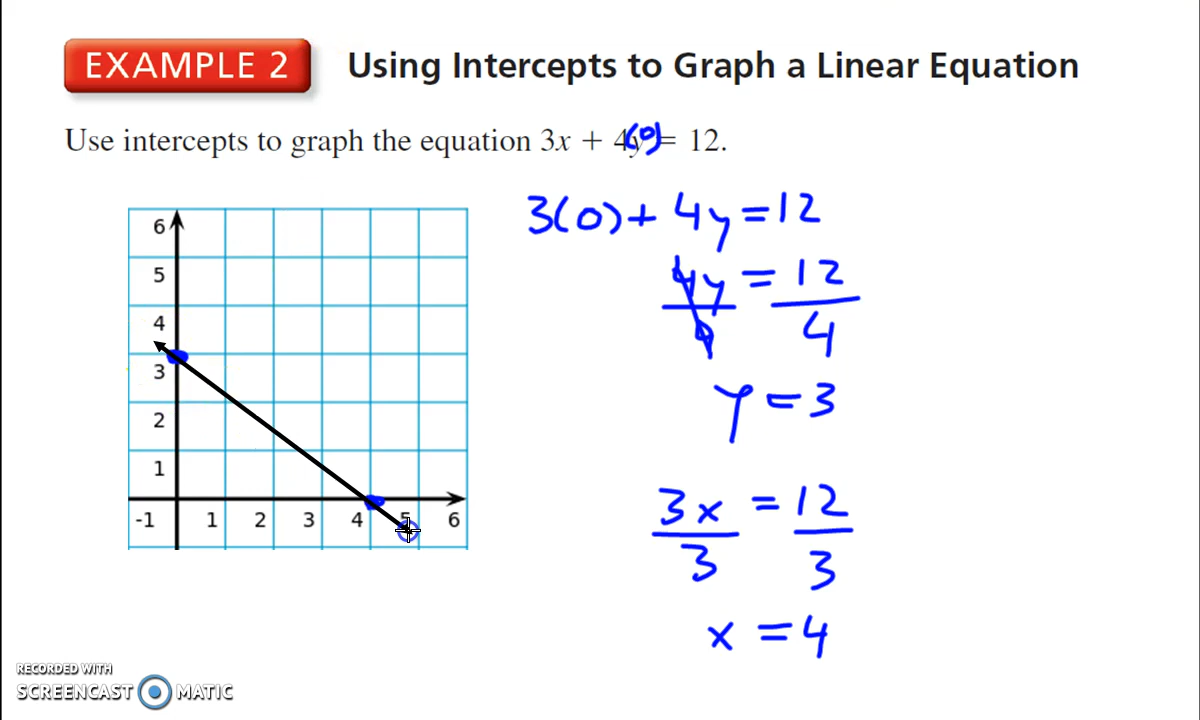 EXAMPLE 2 Using Intercepts to Graph a Linear Equation
Use intercepts to graph the equation 3x + 4y(0) = 12.
3(0) + 4y = 12
4y = 12
4 4
y = 3
3x = 12
3 3
x = 4
6
5
4
3
2
1
-1 1 2 3 4 5 6
RECORDED WITH
SCREENCAST MATIC